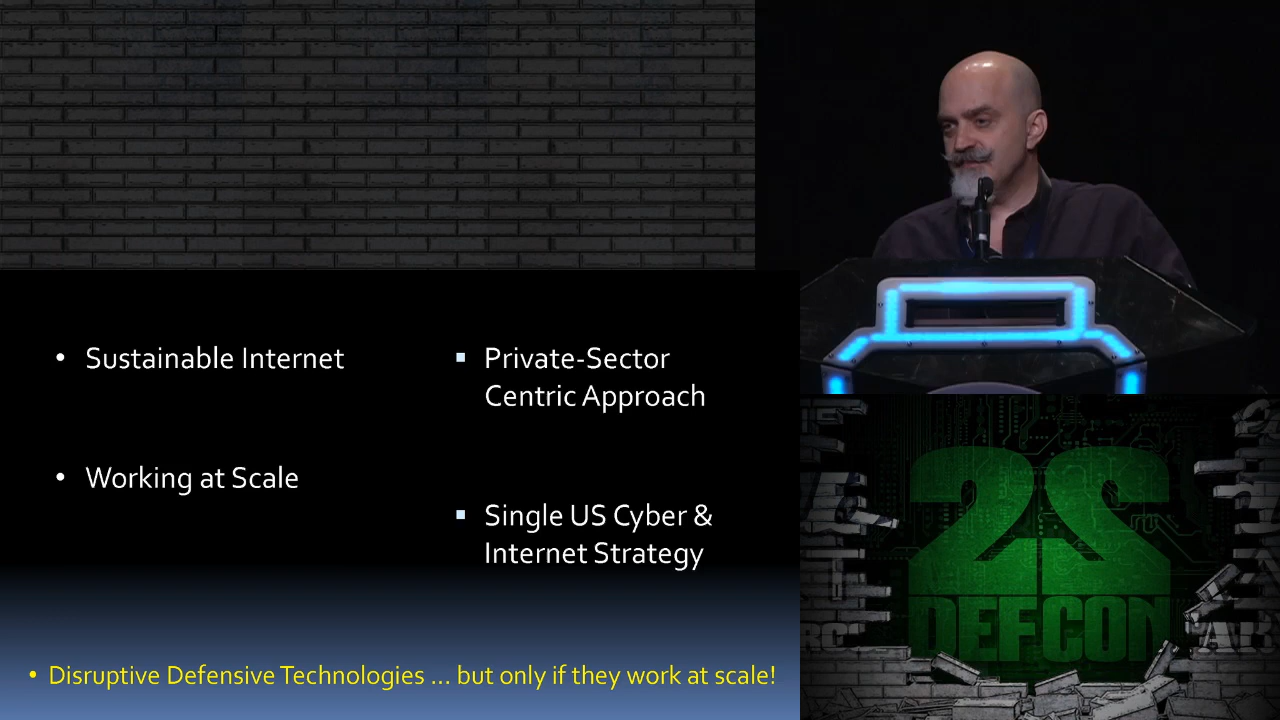 Sustainable Internet
Private-Sector
Centric Approach
Working at Scale
Single US Cyber &
Internet Strategy
Disruptive Defensive Technologies ... but only if they work at scale!
DEFCON